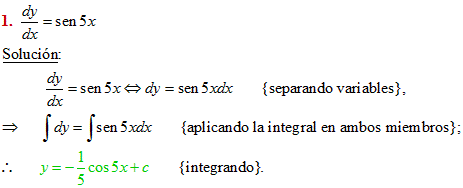 1. dy/dx = sen 5x
Solución:
dy/dx = sen 5x ⇔ dy = sen 5xdx {separando variables},
⇒ ∫dy = ∫sen 5xdx {aplicando la integral en ambos miembros};
∴ y = −1/5 cos 5x + c {integrando}.